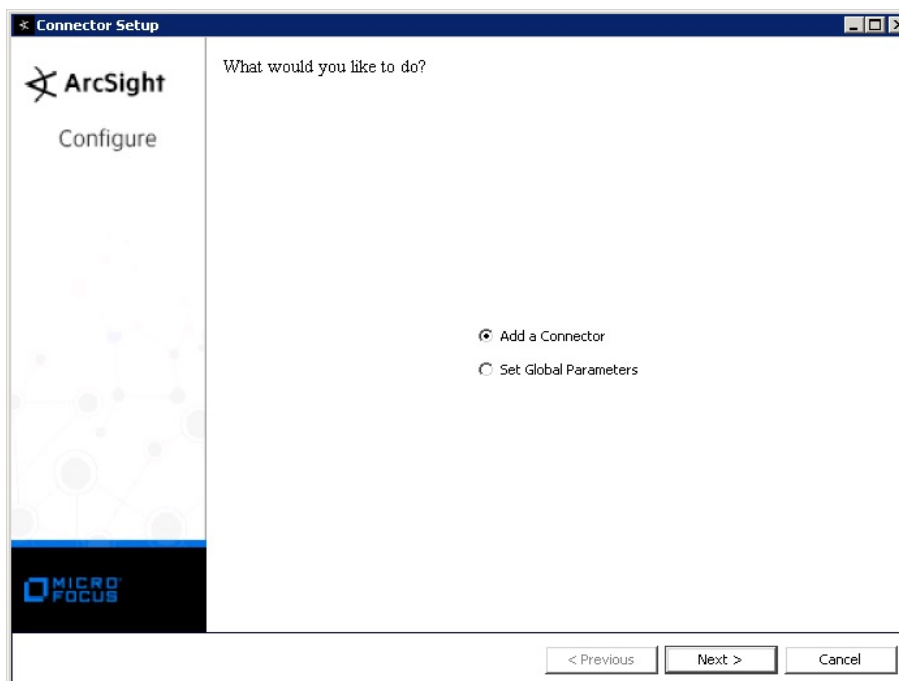 Connector Setup
ArcSight
Configure
What would you like to do?
Add a Connector
Set Global Parameters
MICRO
FOCUS
< Previous
Next >
Cancel